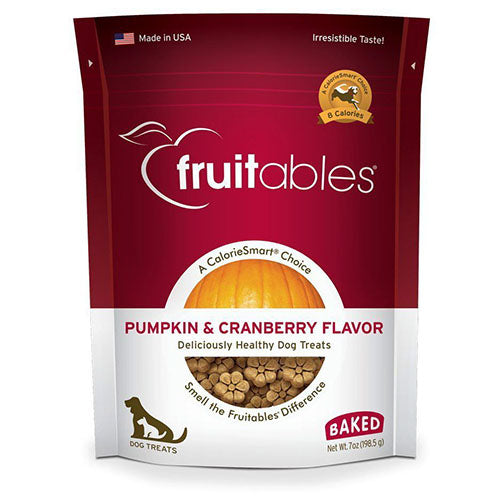 Made in USA
Irresistible Taste!
A CalorieSmart® Choice
8 Calories
fruitables®
A CalorieSmart® Choice
PUMPKIN & CRANBERRY FLAVOR
Deliciously Healthy Dog Treats
Smell the Fruitables® Difference
DOG TREATS
BAKED
Net Wt. 7oz (198.5 g)